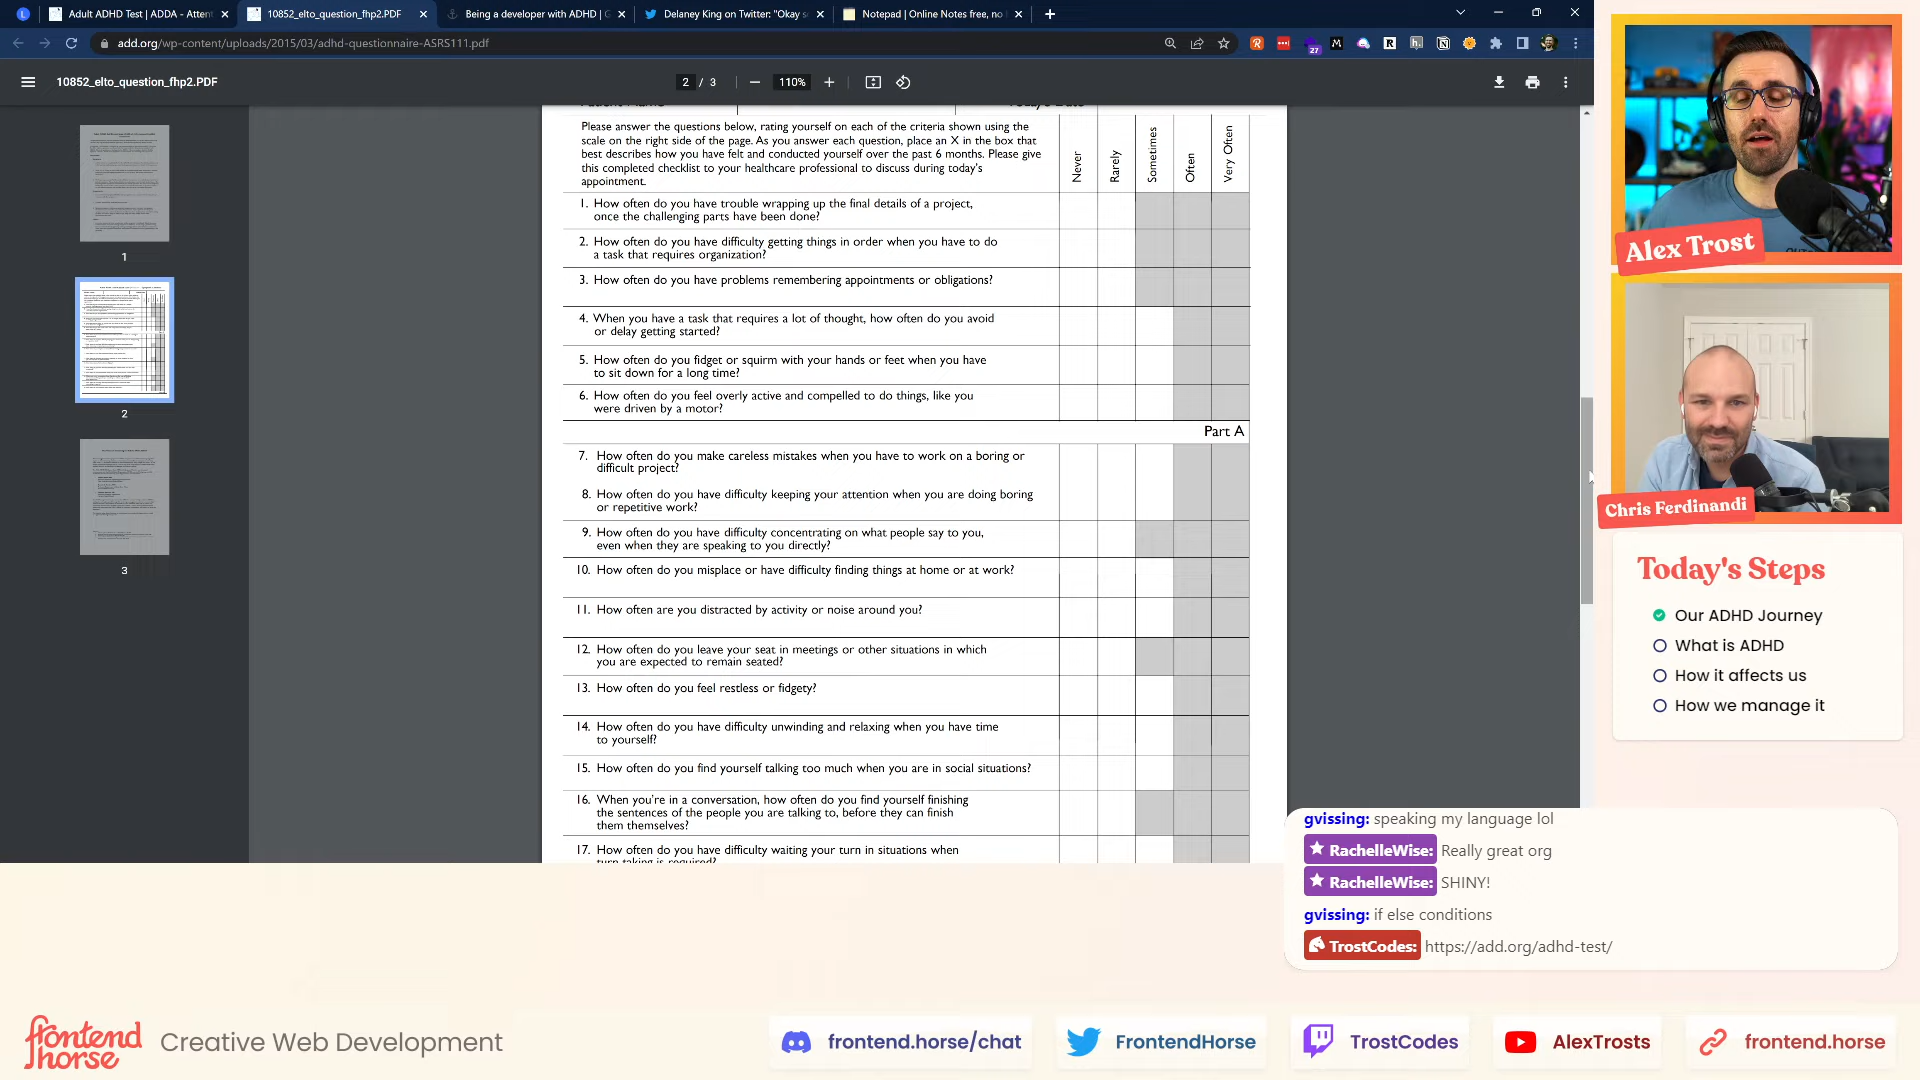 Adult ADHD Test | ADDA - Atten
10852_elto_question_fhp2.PDF
Being a developer with ADHD | G
Delaney King on Twitter: "Okay s
Notepad | Online Notes free, no
add.org/wp-content/uploads/2015/03/adhd-questionnaire-ASRS111.pdf
27
10852_elto_question_fhp2.PDF
2 / 3
110%
1
2
3
Please answer the questions below, rating yourself on each of the criteria shown using the
scale on the right side of the page. As you answer each question, place an X in the box that
best describes how you have felt and conducted yourself over the past 6 months. Please give
this completed checklist to your healthcare professional to discuss during today's
appointment.
Never
Rarely
Sometimes
Often
Very Often
1. How often do you have trouble wrapping up the final details of a project,
once the challenging parts have been done?
2. How often do you have difficulty getting things in order when you have to do
a task that requires organization?
3. How often do you have problems remembering appointments or obligations?
4. When you have a task that requires a lot of thought, how often do you avoid
or delay getting started?
5. How often do you fidget or squirm with your hands or feet when you have
to sit down for a long time?
6. How often do you feel overly active and compelled to do things, like you
were driven by a motor?
Part A
7. How often do you make careless mistakes when you have to work on a boring or
difficult project?
8. How often do you have difficulty keeping your attention when you are doing boring
or repetitive work?
9. How often do you have difficulty concentrating on what people say to you,
even when they are speaking to you directly?
10. How often do you misplace or have difficulty finding things at home or at work?
11. How often are you distracted by activity or noise around you?
12. How often do you leave your seat in meetings or other situations in which
you are expected to remain seated?
13. How often do you feel restless or fidgety?
14. How often do you have difficulty unwinding and relaxing when you have time
to yourself?
15. How often do you find yourself talking too much when you are in social situations?
16. When you're in a conversation, how often do you find yourself finishing
the sentences of the people you are talking to, before they can finish
them themselves?
17. How often do you have difficulty waiting your turn in situations when
turn taking is required?
Alex Trost
Chris Ferdinandi
Today's Steps
Our ADHD Journey
What is ADHD
How it affects us
How we manage it
gvissing: speaking my language lol
RachelleWise: Really great org
RachelleWise: SHINY!
gvissing: if else conditions
TrostCodes: https://add.org/adhd-test/
frontend
horse
Creative Web Development
frontend.horse/chat
FrontendHorse
TrostCodes
AlexTrosts
frontend.horse